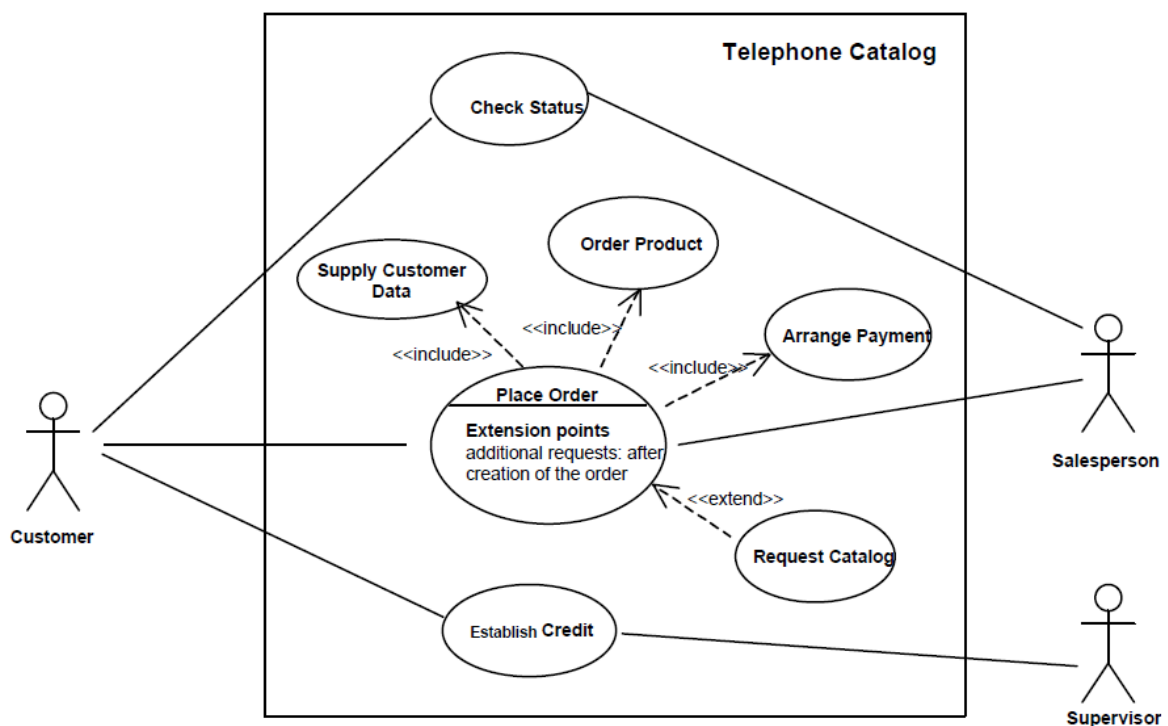 Telephone Catalog
Check Status
Order Product
Supply Customer
Data
<<include>>
Arrange Payment
<<include>>
<<include>>
Place Order
Extension points
additional requests: after
creation of the order
Salesperson
<<extend>>
Customer
Request Catalog
Establish Credit
Supervisor